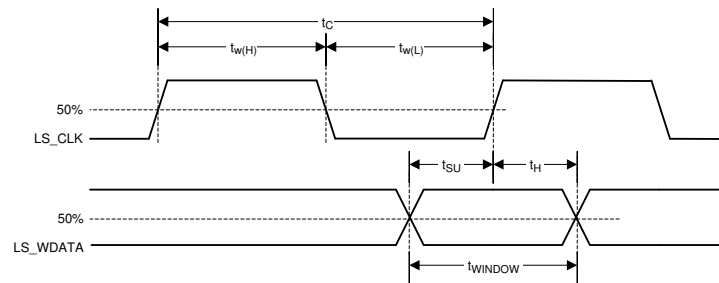 tC
tw(H) tw(L)
50%
LS_CLK
tSU tH
50%
LS_WDATA
tWINDOW